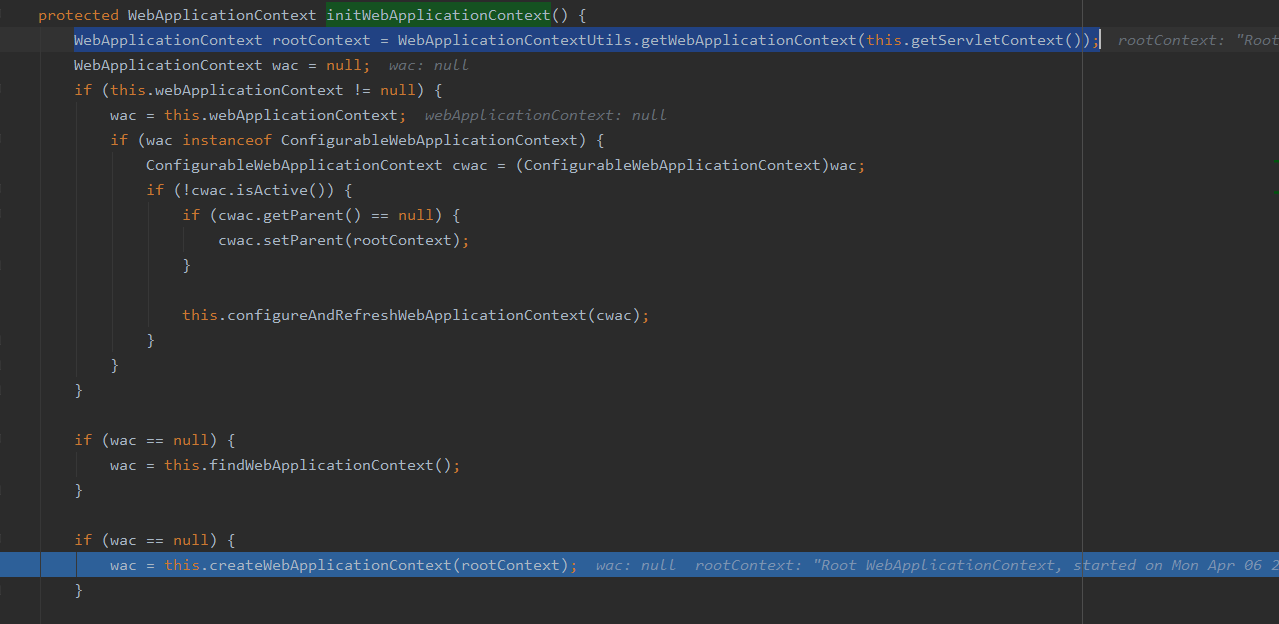 protected WebApplicationContext initWebApplicationContext() {
WebApplicationContext rootContext = WebApplicationContextUtils.getWebApplicationContext(this.getServletContext()); rootContext: "Root
WebApplicationContext wac = null; wac: null
if (this.webApplicationContext != null) {
wac = this.webApplicationContext; webApplicationContext: null
if (wac instanceof ConfigurableWebApplicationContext) {
ConfigurableWebApplicationContext cwac = (ConfigurableWebApplicationContext)wac;
if (!cwac.isActive()) {
if (cwac.getParent() == null) {
cwac.setParent(rootContext);
}
this.configureAndRefreshWebApplicationContext(cwac);
}
}
}
if (wac == null) {
wac = this.findWebApplicationContext();
}
if (wac == null) {
wac = this.createWebApplicationContext(rootContext); wac: null rootContext: "Root WebApplicationContext, started on Mon Apr 06 2
}